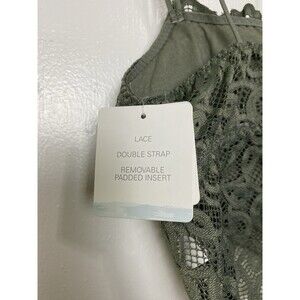 LACE
DOUBLE STRAP
REMOVABLE
PADDED INSERT